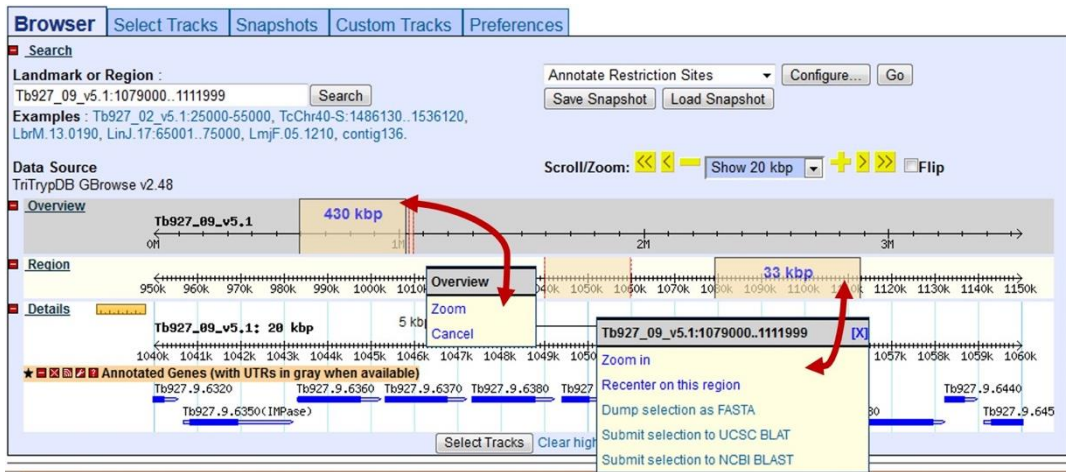 Browser Select Tracks Snapshots Custom Tracks Preferences
Search
Landmark or Region :
Tb927_09_v5.1:1079000..1111999 Search
Examples : Tb927_02_v5.1:25000-55000, TcChr40-S:1486130..1536120,
LbrM.13.0190, LinJ.17:65001..75000, LmjF.05.1210, contig136.
Annotate Restriction Sites Configure... Go
Save Snapshot Load Snapshot
Data Source
TriTrypDB GBrowse v2.48
Scroll/Zoom: << < Show 20 kbp > >> Flip
Overview
430 kbp
Tb927_09_v5.1
0M 1M 2M 3M
Region
33 kbp
950k 960k 970k 980k 990k 1000k 1050k 1060k 1070k 1090k 1100k 1120k 1130k 1140k 1150k
Overview
Zoom
Cancel
Details
Tb927_09_v5.1: 20 kbp
1040k 1041k 1042k 1043k 1044k 1045k 1046k 1047k 1048k 1049k 1057k 1058k 1059k 1060k
Tb927_09_v5.1:1079000..1111999 [X]
Zoom in
Recenter on this region
Dump selection as FASTA
Submit selection to UCSC BLAT
Submit selection to NCBI BLAST
Annotated Genes (with UTRs in gray when available)
Tb927.9.6320 Tb927.9.6360 Tb927.9.6370 Tb927.9.6380 Tb927 Tb927.9.6440
Tb927.9.6350(IMPase) Tb927.9.645
Select Tracks Clear high